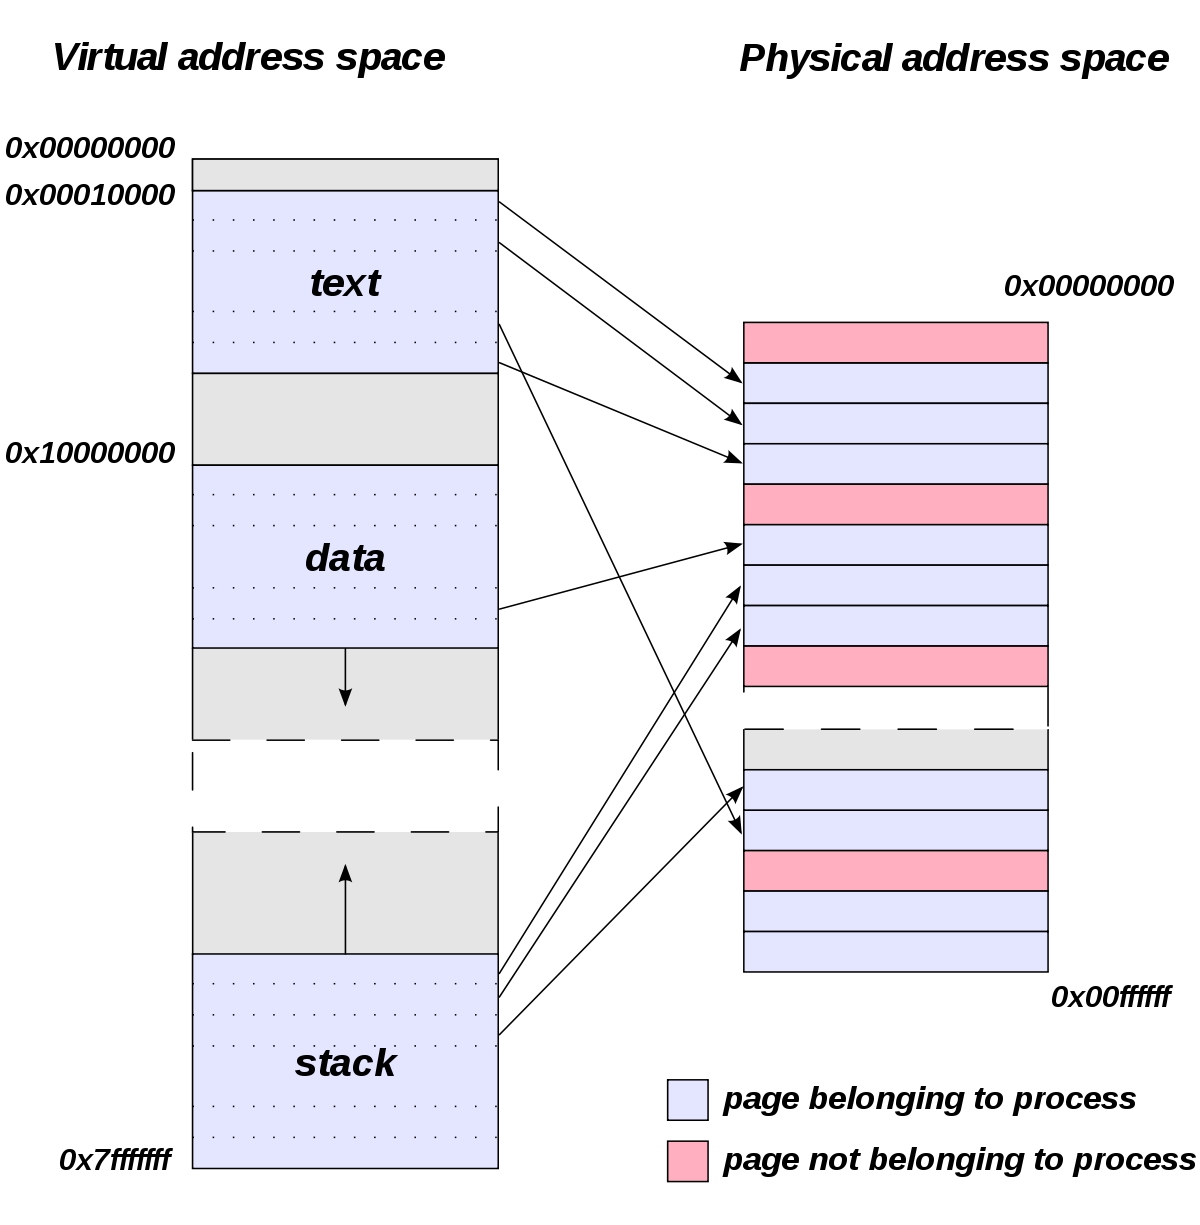 Virtual address space
Physical address space
0x00000000
0x00010000
text
0x00000000
0x10000000
data
0x00ffffff
stack
page belonging to process
0x7fffffff
page not belonging to process